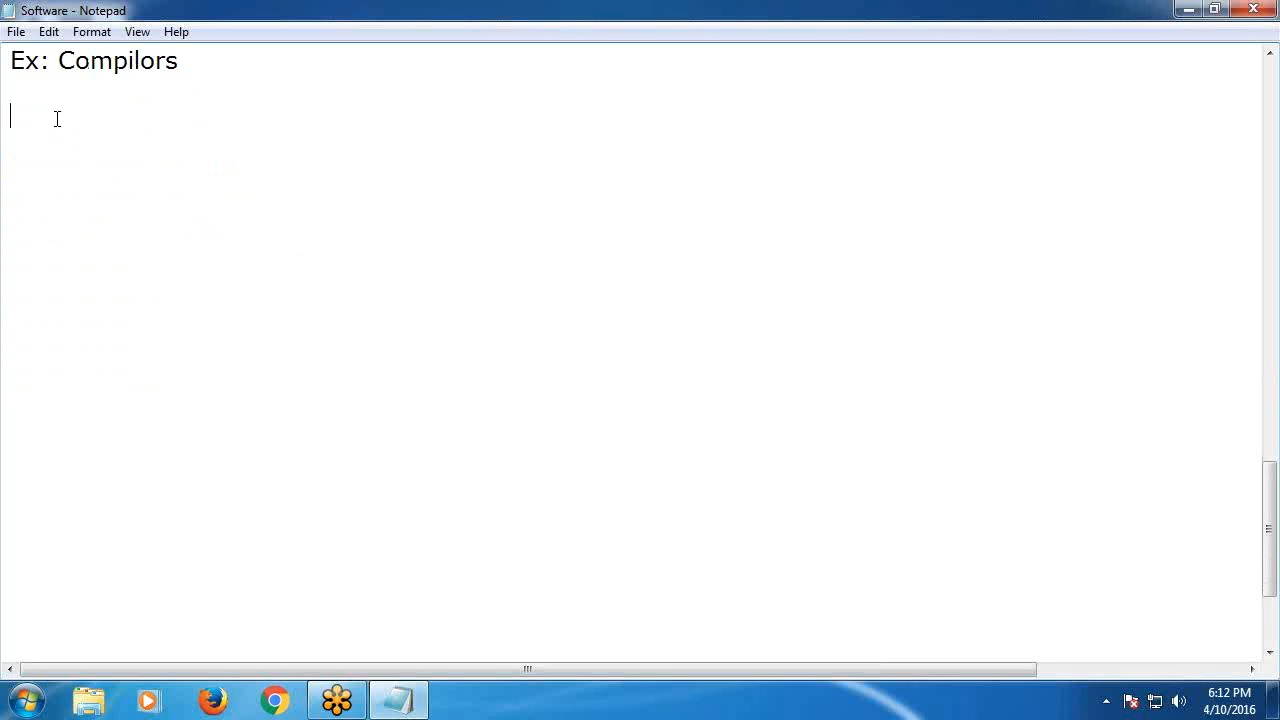 Software - Notepad
File Edit Format View Help
Ex: Compilors
6:12 PM
4/10/2016